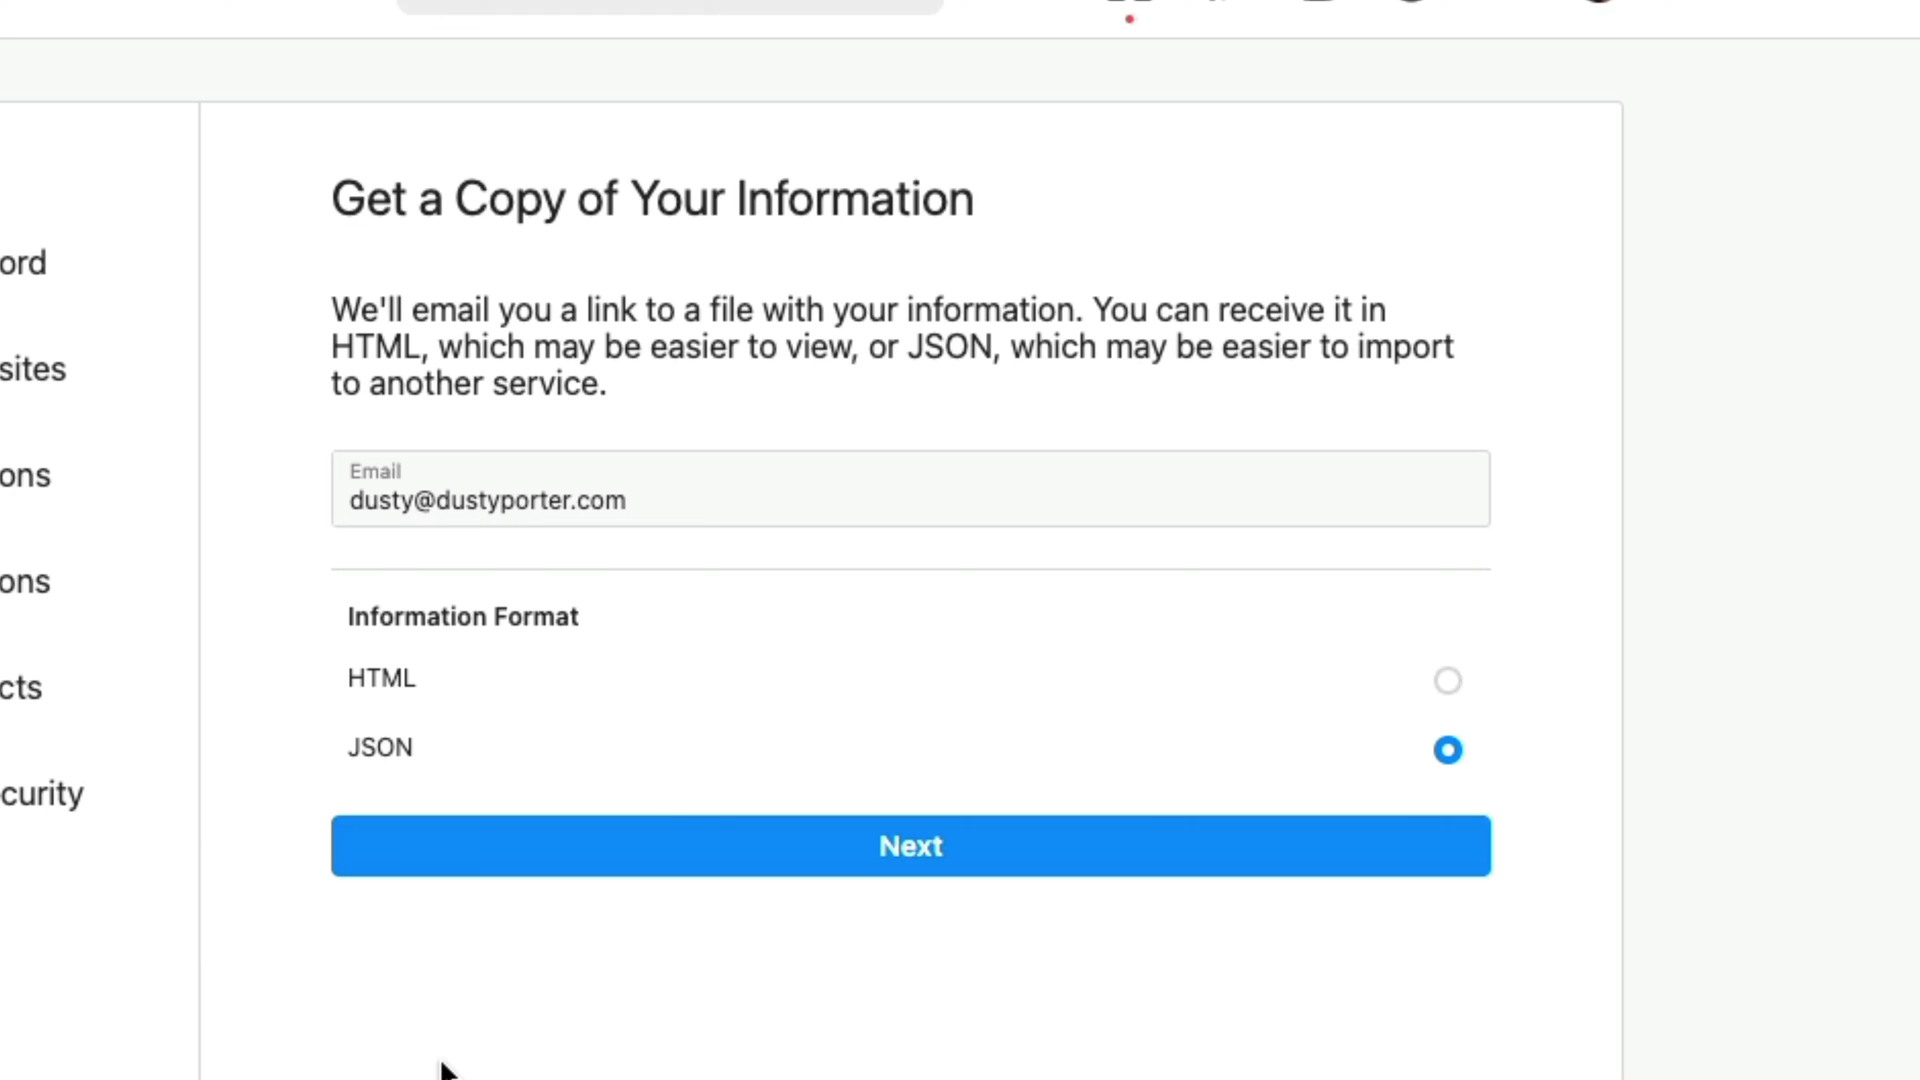 Get a Copy of Your Information
We'll email you a link to a file with your information. You can receive it in
HTML, which may be easier to view, or JSON, which may be easier to import
to another service.
Email
dusty@dustyporter.com
Information Format
HTML
JSON
Next
ord
sites
ons
ons
cts
curity